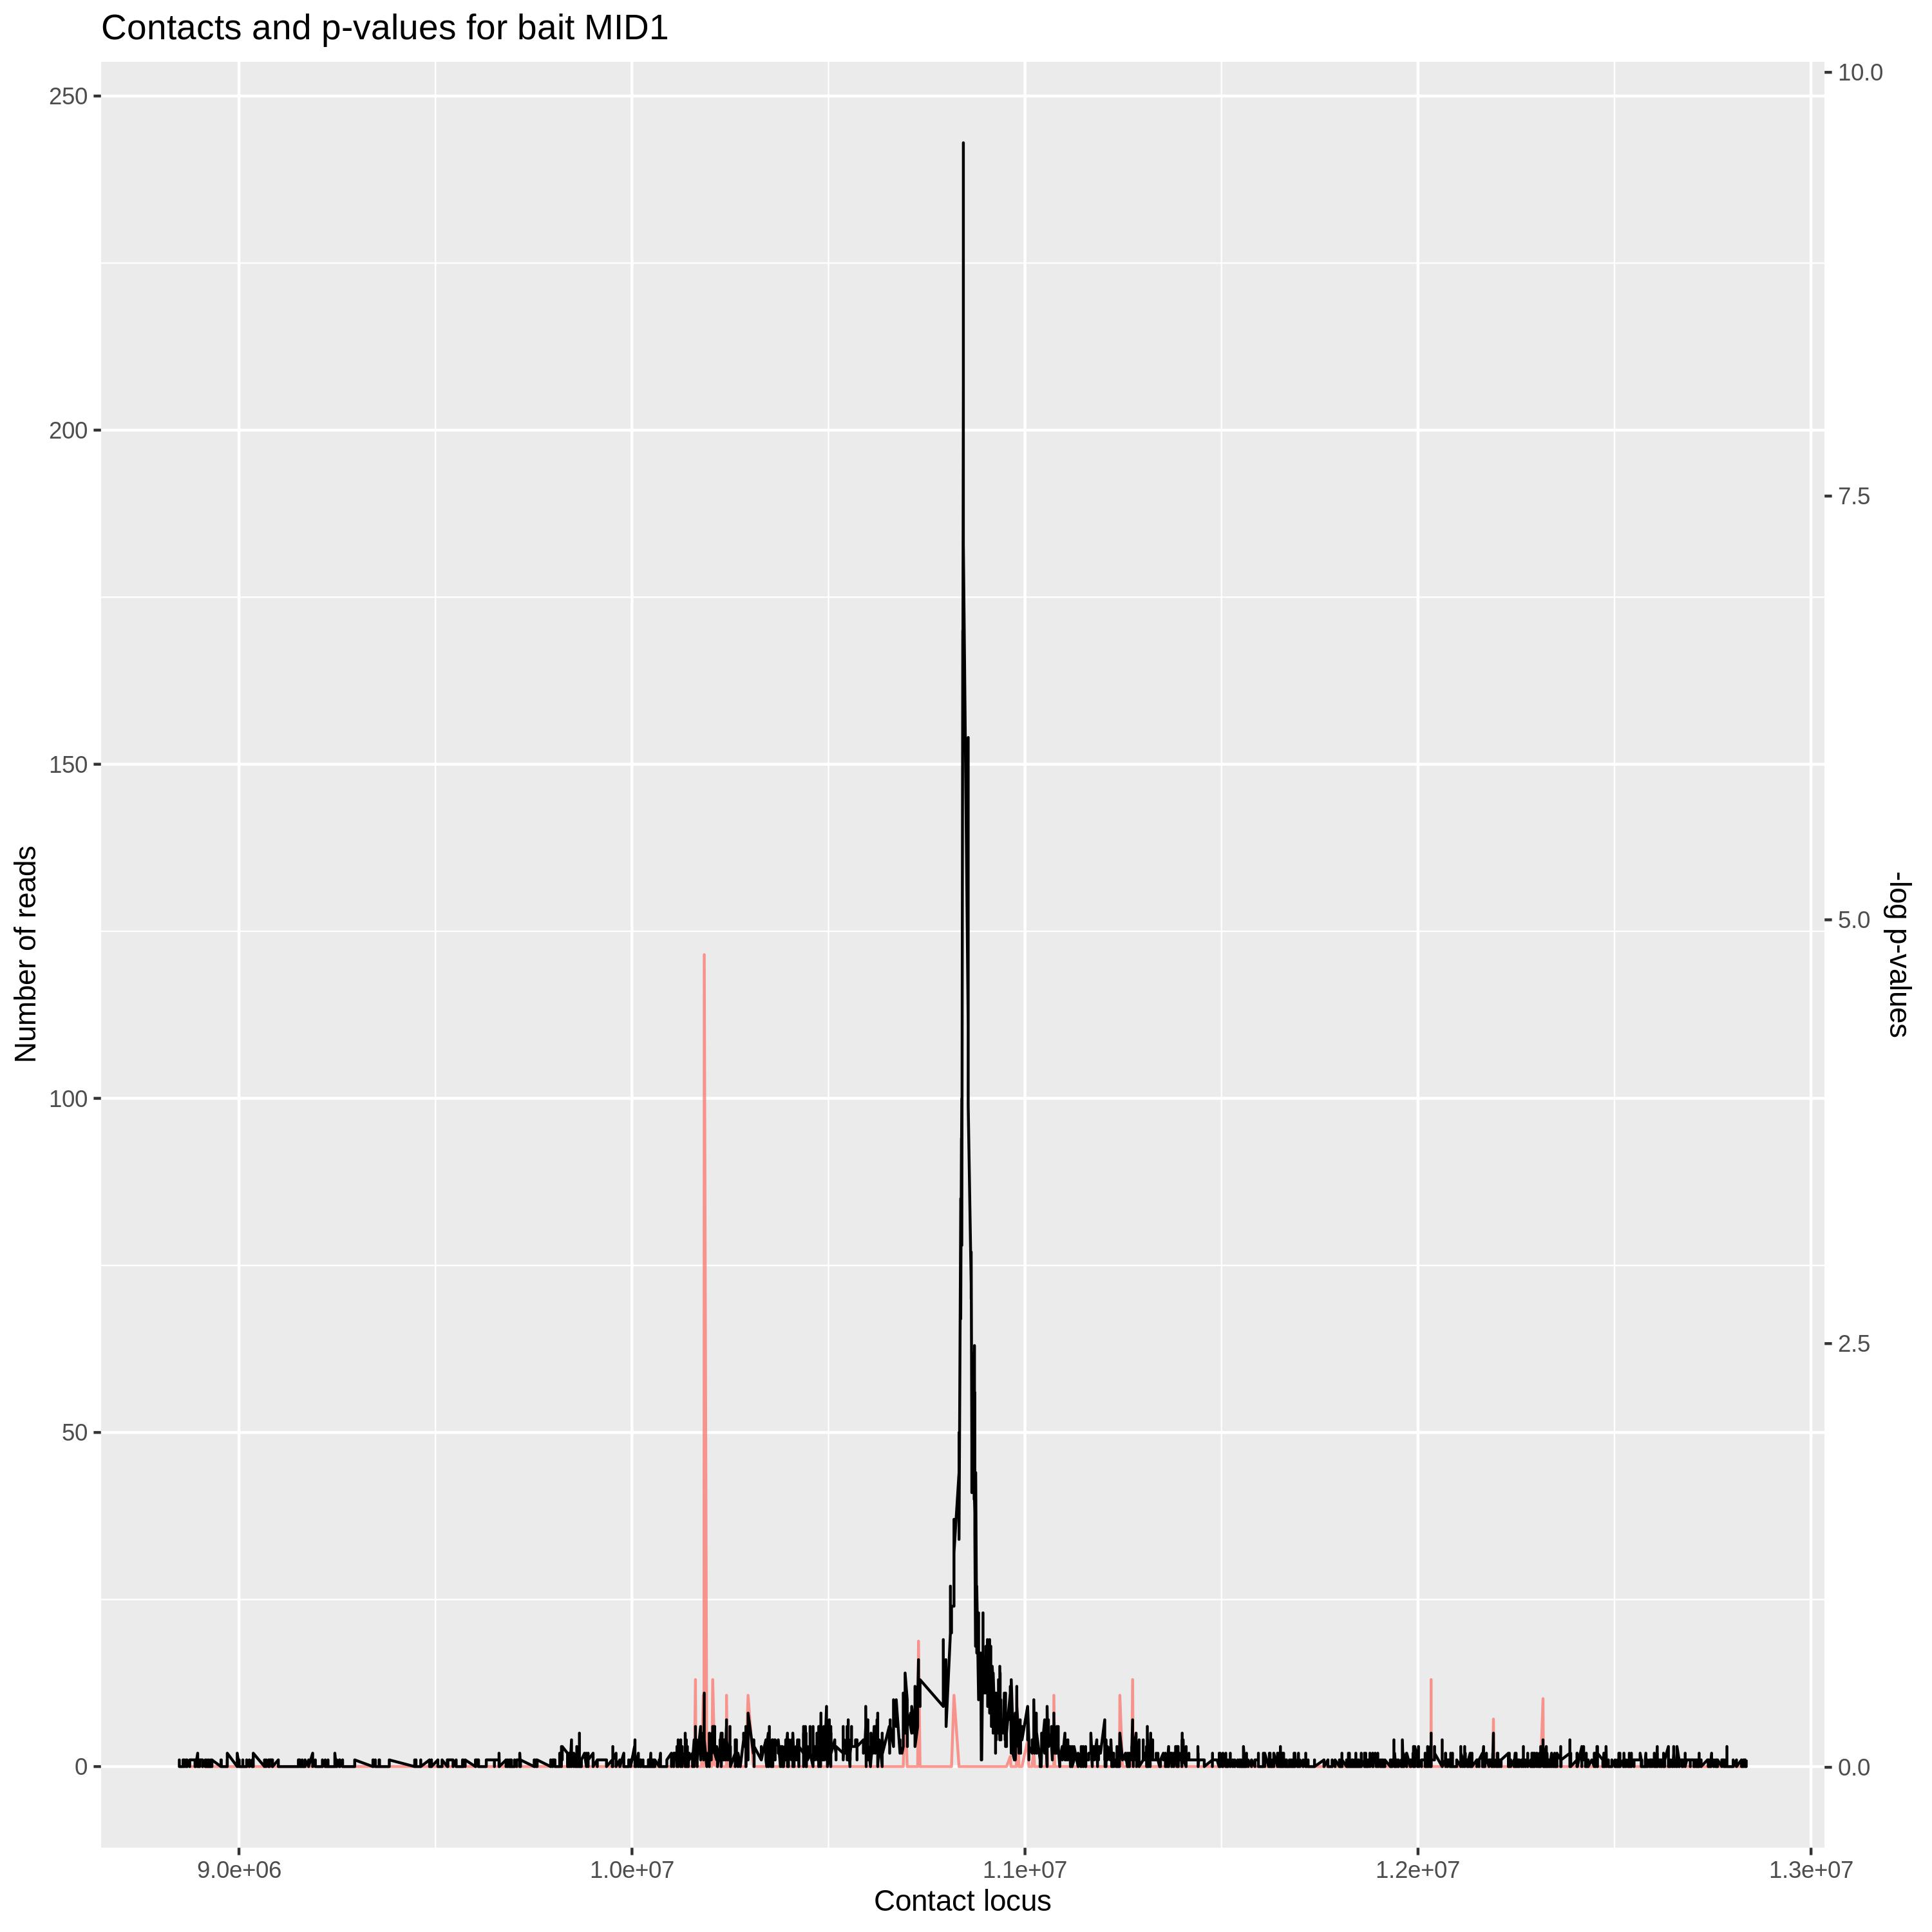 Contacts and p-values for bait MID1
250
200
150
100
50
0
Number of reads
10.0
7.5
5.0
2.5
0.0
-log p-values
9.0e+06
1.0e+07
1.1e+07
1.2e+07
1.3e+07
Contact locus